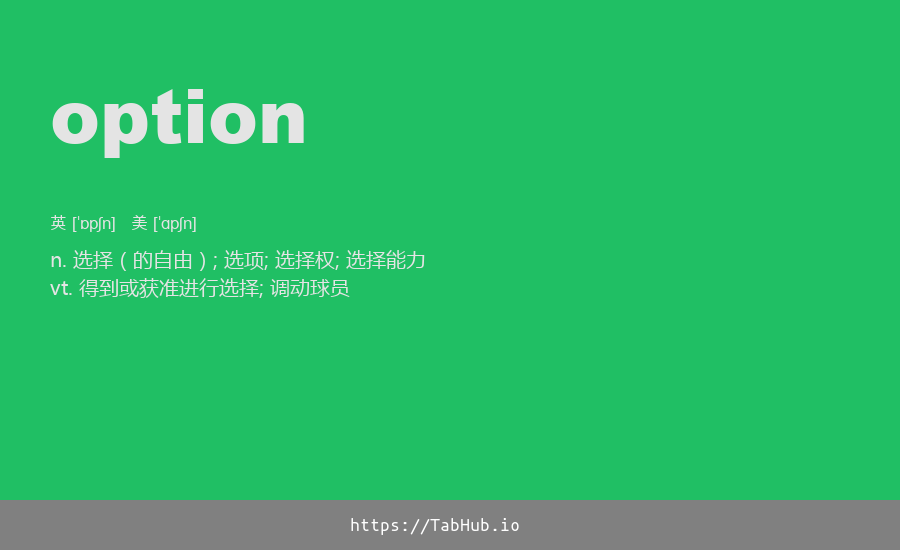 option
英 [ˈɒpʃn] 美 [ˈɑpʃn]
n. 选择（的自由）; 选项; 选择权; 选择能力
vt. 得到或获准进行选择; 调动球员
https://TabHub.io